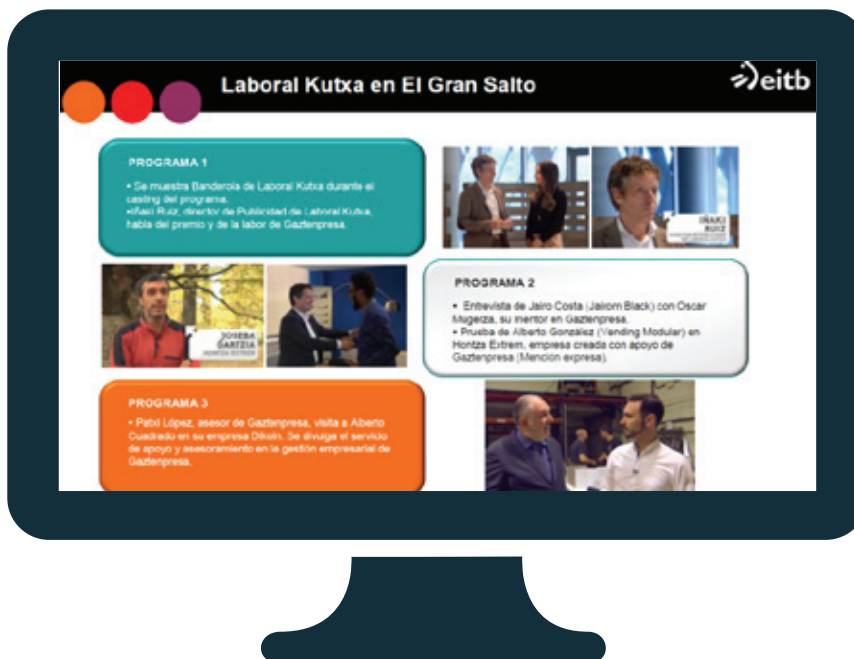 Laboral Kutxa en El Gran Salto
eitb
PROGRAMA 1
• Se muestra Banderola de Laboral Kutxa durante el
casting del programa.
•Iñaki Ruiz, director de Publicidad de Laboral Kutxa,
habla del premio y de la labor de Gaztenpresa.
IÑAKI
RUIZ
JOSEBA
GARTZIA
HONTZA EXTREM
PROGRAMA 2
• Entrevista de Jairo Costa (Jairom Black) con Oscar
Mugerza, su mentor en Gaztenpresa.
• Prueba de Alberto González (Vending Modular) en
Hontza Extrem, empresa creada con apoyo de
Gaztenpresa (Mención expresa).
PROGRAMA 3
• Patxi López, asesor de Gaztenpresa, visita a Alberto
Cuadrado en su empresa Dikoin. Se divulga el servicio
de apoyo y asesoramiento en la gestión empresarial de
Gaztenpresa.